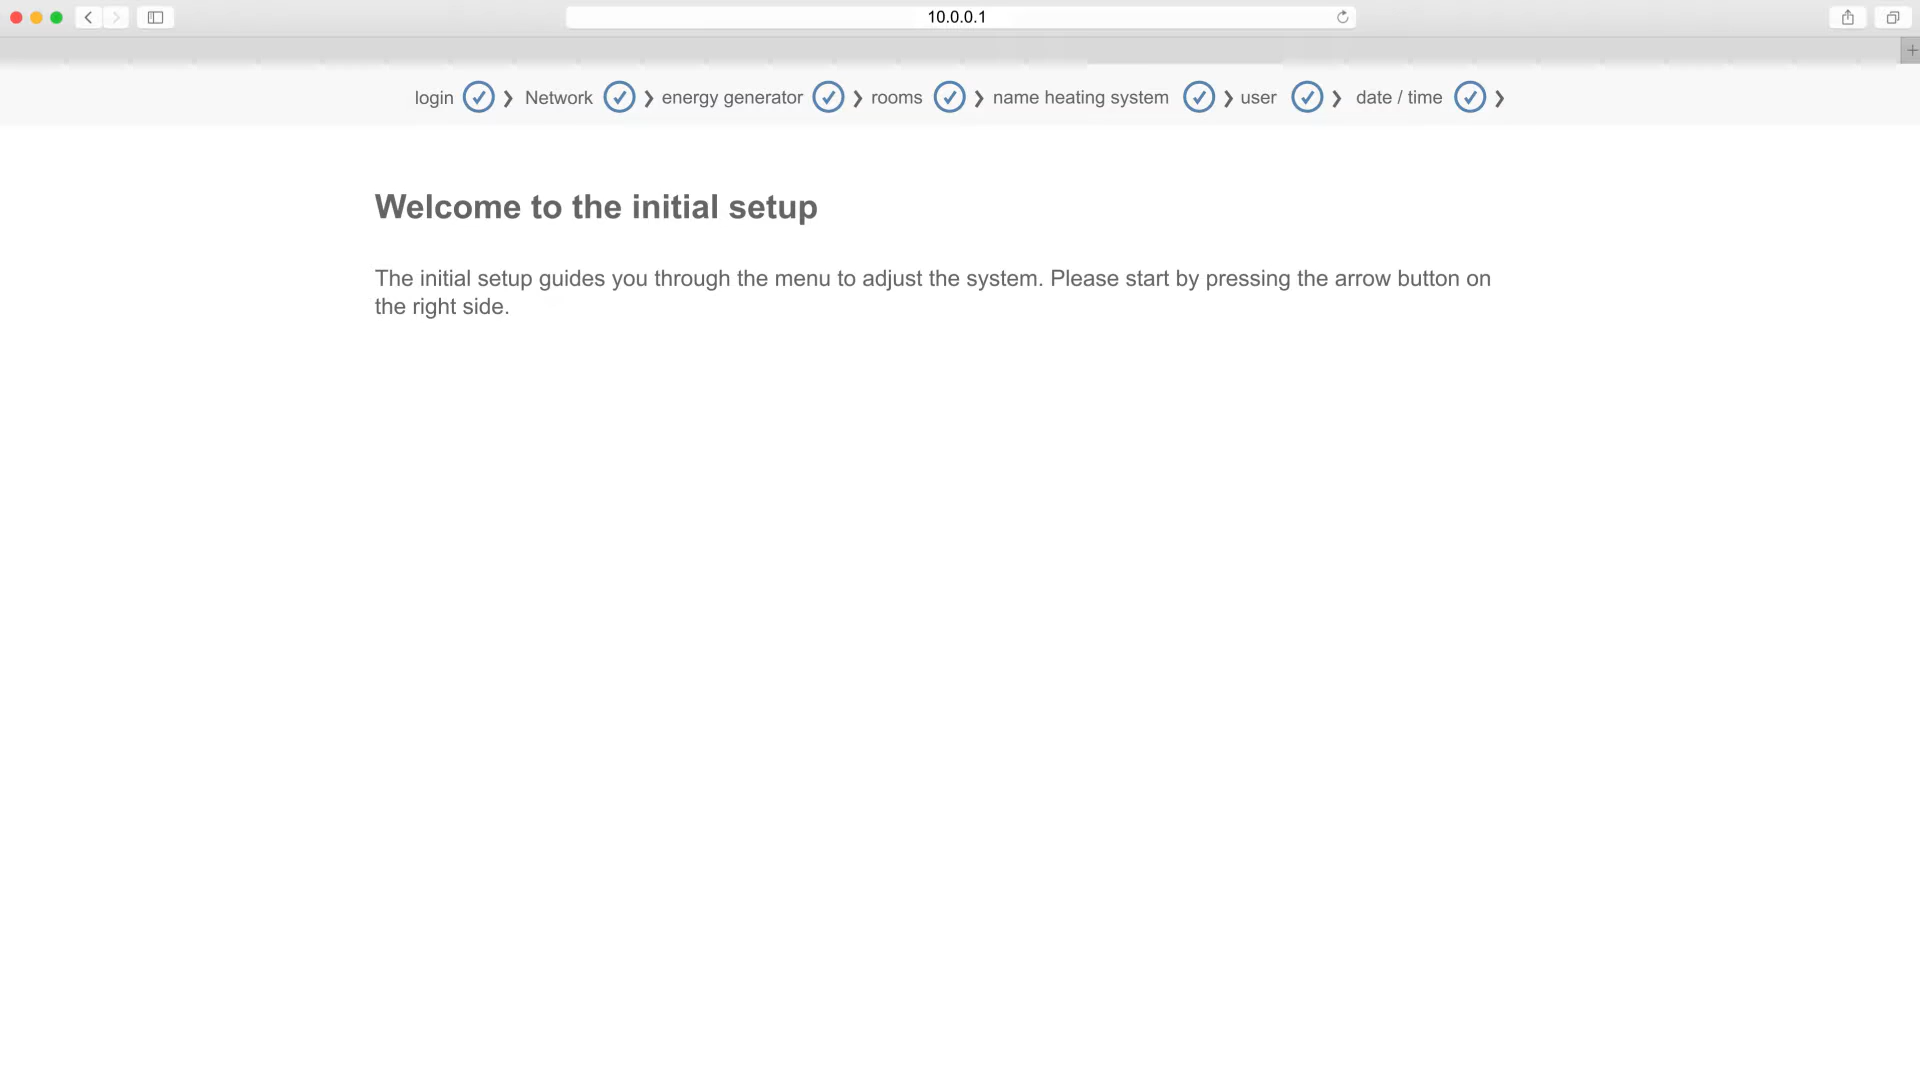 10.0.0.1
login Network energy generator rooms name heating system user date / time
Welcome to the initial setup
The initial setup guides you through the menu to adjust the system. Please start by pressing the arrow button on
the right side.